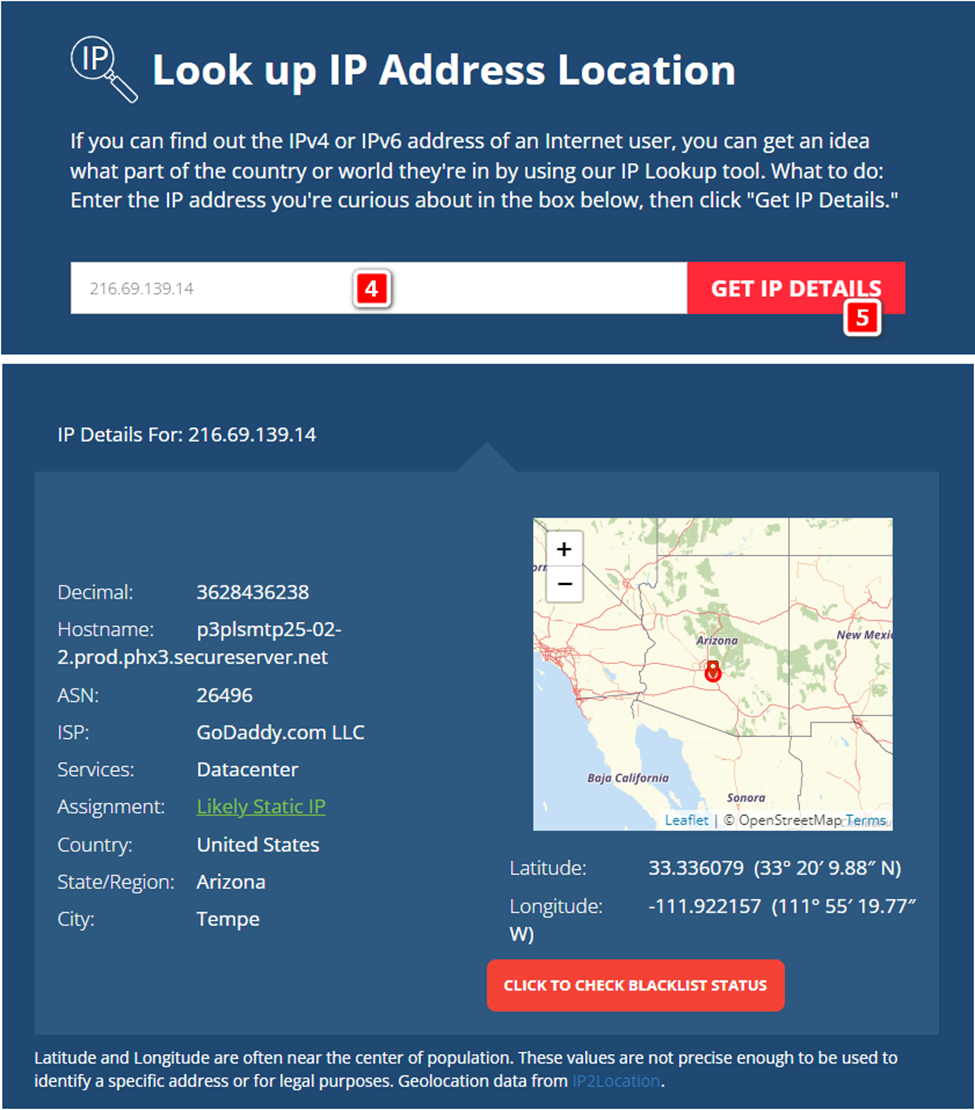 IP
Look up IP Address Location
If you can find out the IPv4 or IPv6 address of an Internet user, you can get an idea
what part of the country or world they're in by using our IP Lookup tool. What to do:
Enter the IP address you're curious about in the box below, then click "Get IP Details."
216.69.139.14
4
GET IP DETAILS
5
IP Details For: 216.69.139.14
Decimal: 3628436238
Hostname: p3plsmtp25-02-
2.prod.phx3.secureserver.net
ASN: 26496
ISP: GoDaddy.com LLC
Services: Datacenter
Assignment: Likely Static IP
Country: United States
State/Region: Arizona
City: Tempe
+
−
Arizona
New Mexic
Baja California
Sonora
Leaflet | © OpenStreetMap Terms
Latitude: 33.336079 (33° 20′ 9.88″ N)
Longitude: -111.922157 (111° 55′ 19.77″
W)
CLICK TO CHECK BLACKLIST STATUS
Latitude and Longitude are often near the center of population. These values are not precise enough to be used to
identify a specific address or for legal purposes. Geolocation data from IP2Location.